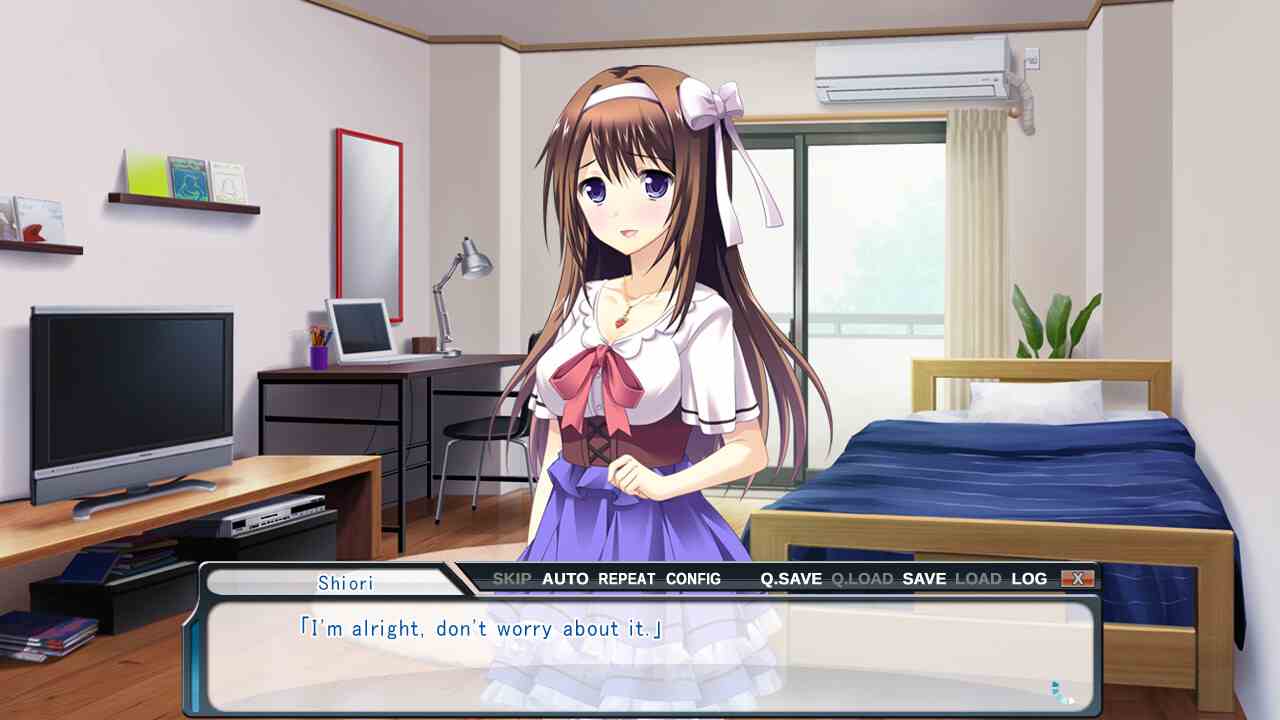 Shiori
SKIP AUTO REPEAT CONFIG Q.SAVE Q.LOAD SAVE LOAD LOG X
「I'm alright, don't worry about it.」